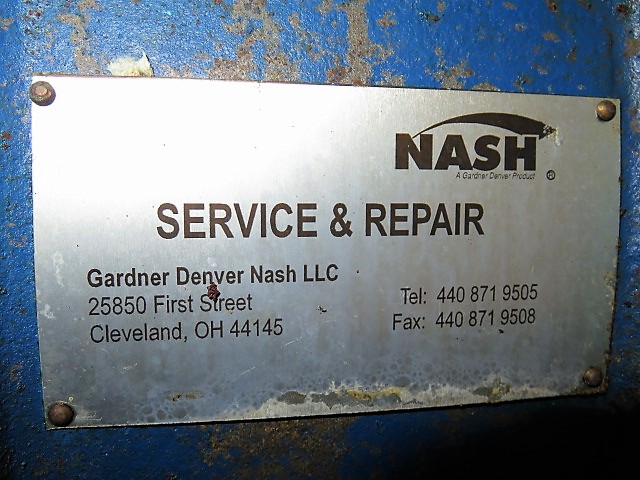 NASH
A Gardner Denver Product ®
SERVICE & REPAIR
Gardner Denver Nash LLC
25850 First Street
Cleveland, OH 44145
Tel: 440 871 9505
Fax: 440 871 9508